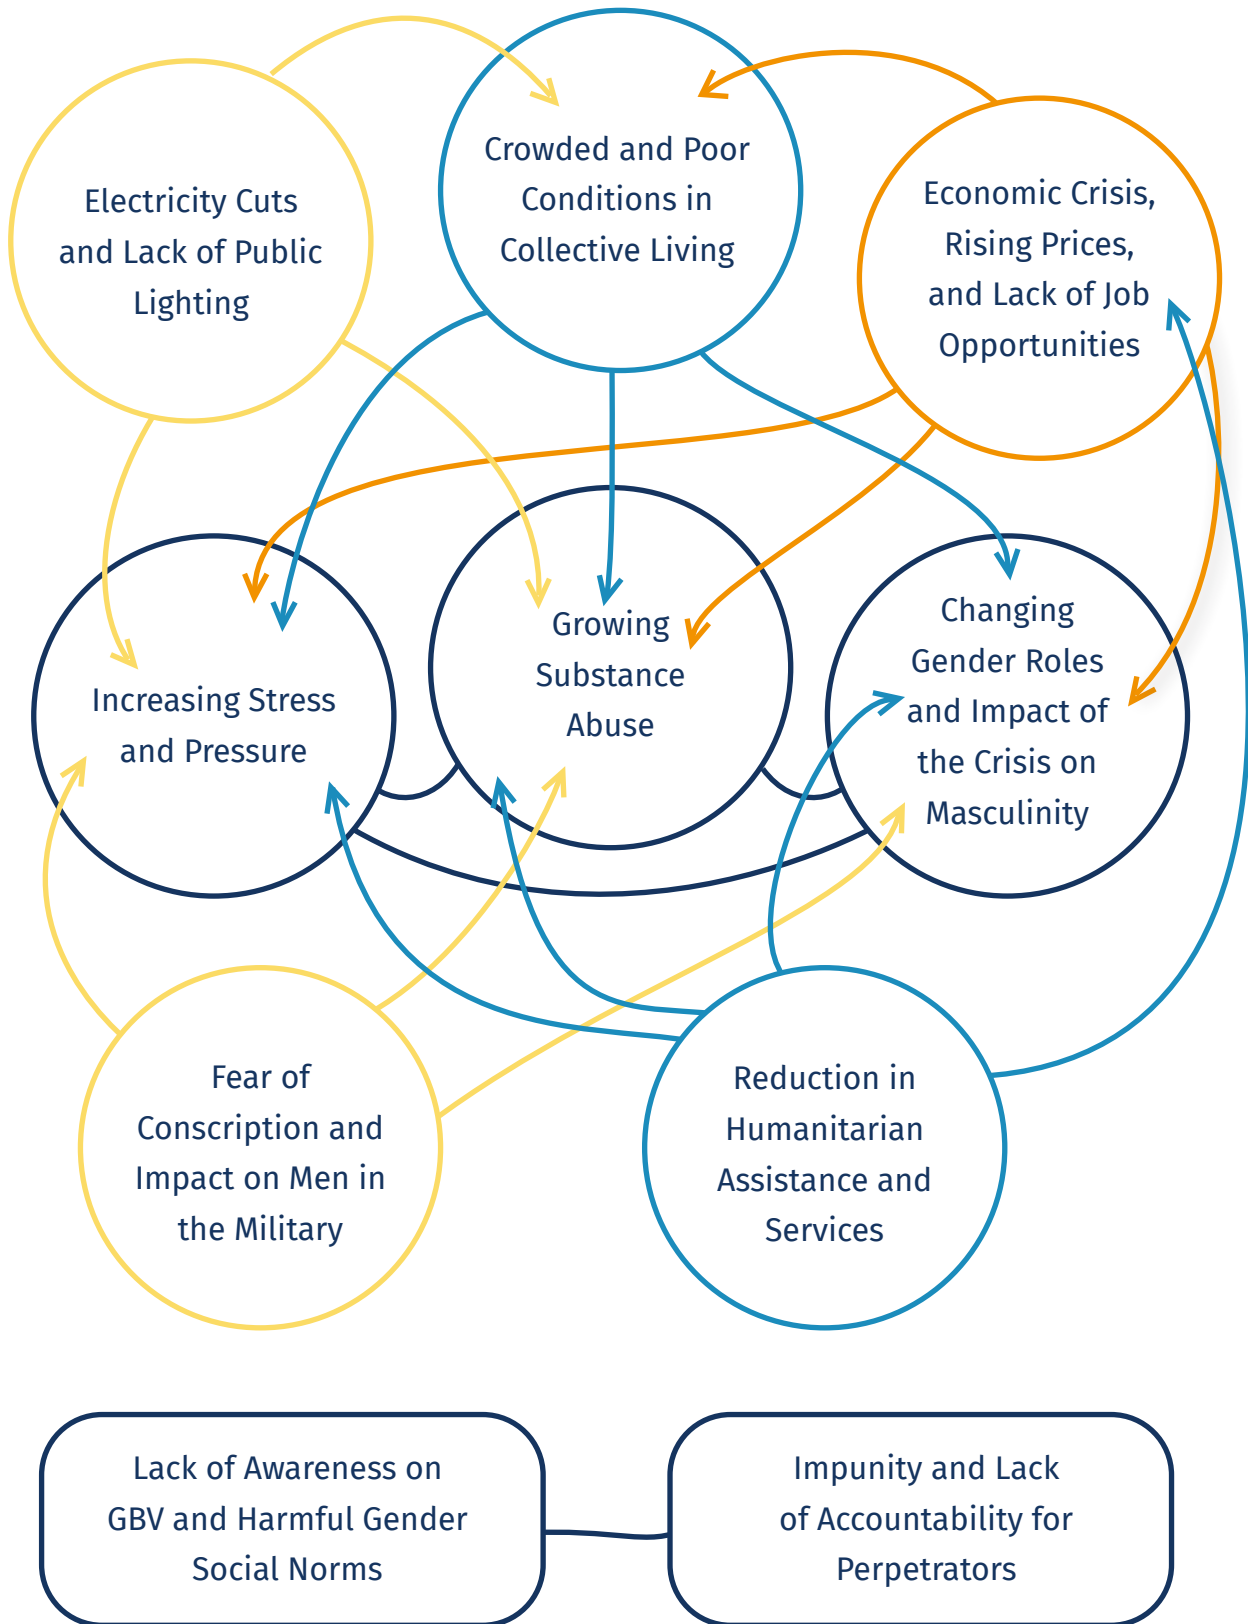 Electricity Cuts
and Lack of Public
Lighting
Crowded and Poor
Conditions in
Collective Living
Economic Crisis,
Rising Prices,
and Lack of Job
Opportunities
Increasing Stress
and Pressure
Growing
Substance
Abuse
Changing
Gender Roles
and Impact of
the Crisis on
Masculinity
Fear of
Conscription and
Impact on Men in
the Military
Reduction in
Humanitarian
Assistance and
Services
Lack of Awareness on
GBV and Harmful Gender
Social Norms
Impunity and Lack
of Accountability for
Perpetrators